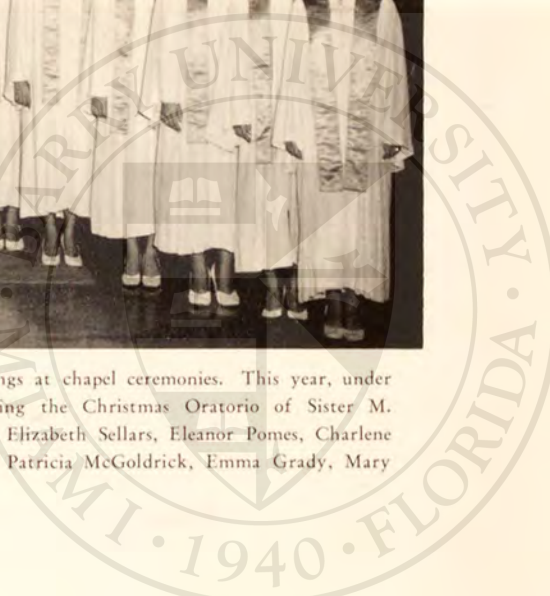 ARRY UNIVERSITY
MIAMI · 1940 · FLORIDA
ngs at chapel ceremonies. This year, under
ing the Christmas Oratorio of Sister M.
Elizabeth Sellars, Eleanor Pomes, Charlene
Patricia McGoldrick, Emma Grady, Mary